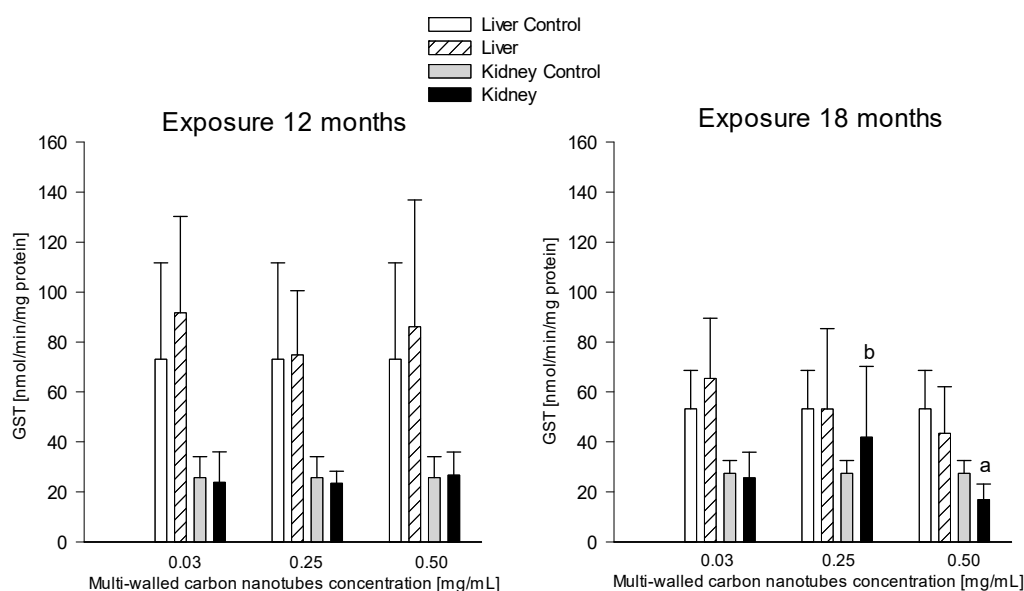 Liver Control
Liver
Kidney Control
Kidney
Exposure 12 months
160
140
120
100
80
60
40
20
0
GST [nmol/min/mg protein]
0.03 0.25 0.50
Multi-walled carbon nanotubes concentration [mg/mL]
Exposure 18 months
160
140
120
100
80
60
40
20
0
GST [nmol/min/mg protein]
b
a
0.03 0.25 0.50
Multi-walled carbon nanotubes concentration [mg/mL]